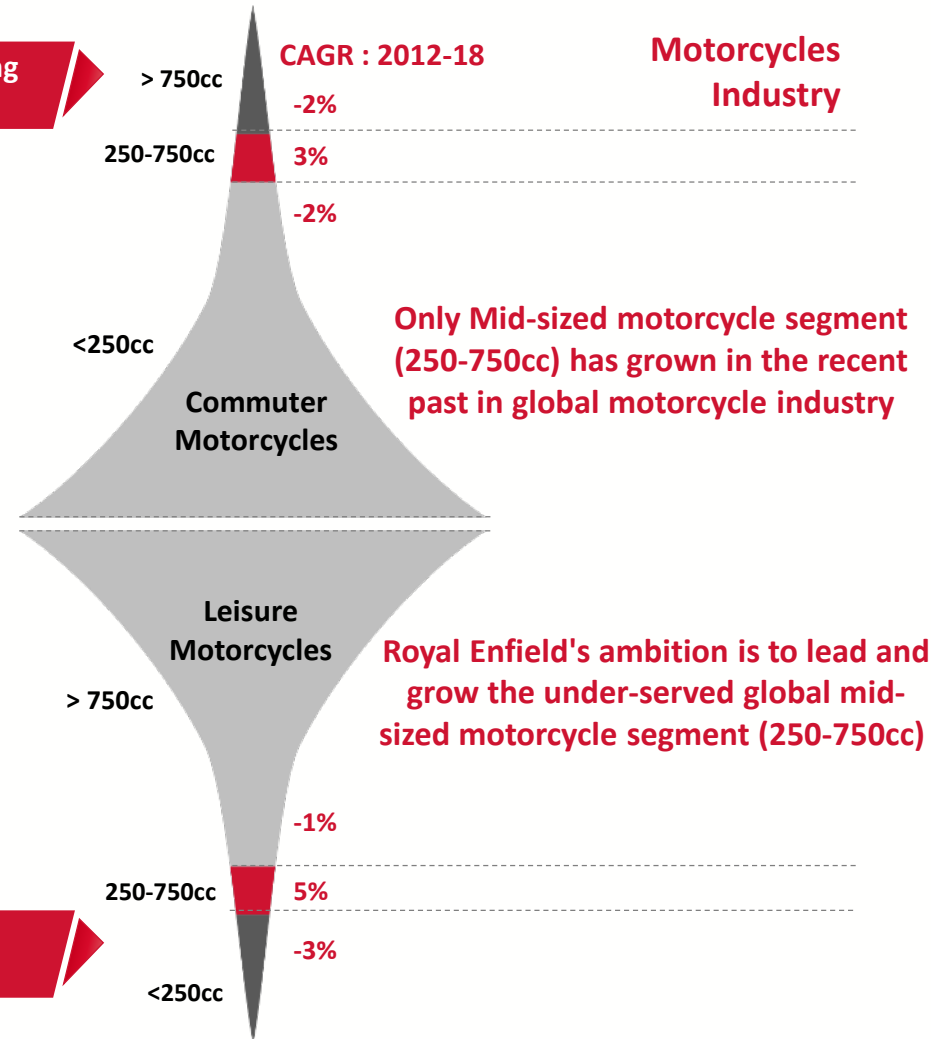 ng
> 750cc
CAGR : 2012-18
-2%
Motorcycles
Industry
250-750cc
3%
-2%
<250cc
Only Mid-sized motorcycle segment
(250-750cc) has grown in the recent
past in global motorcycle industry
Commuter
Motorcycles
Leisure
Motorcycles
> 750cc
Royal Enfield's ambition is to lead and
grow the under-served global mid-
sized motorcycle segment (250-750cc)
-1%
250-750cc
5%
-3%
<250cc